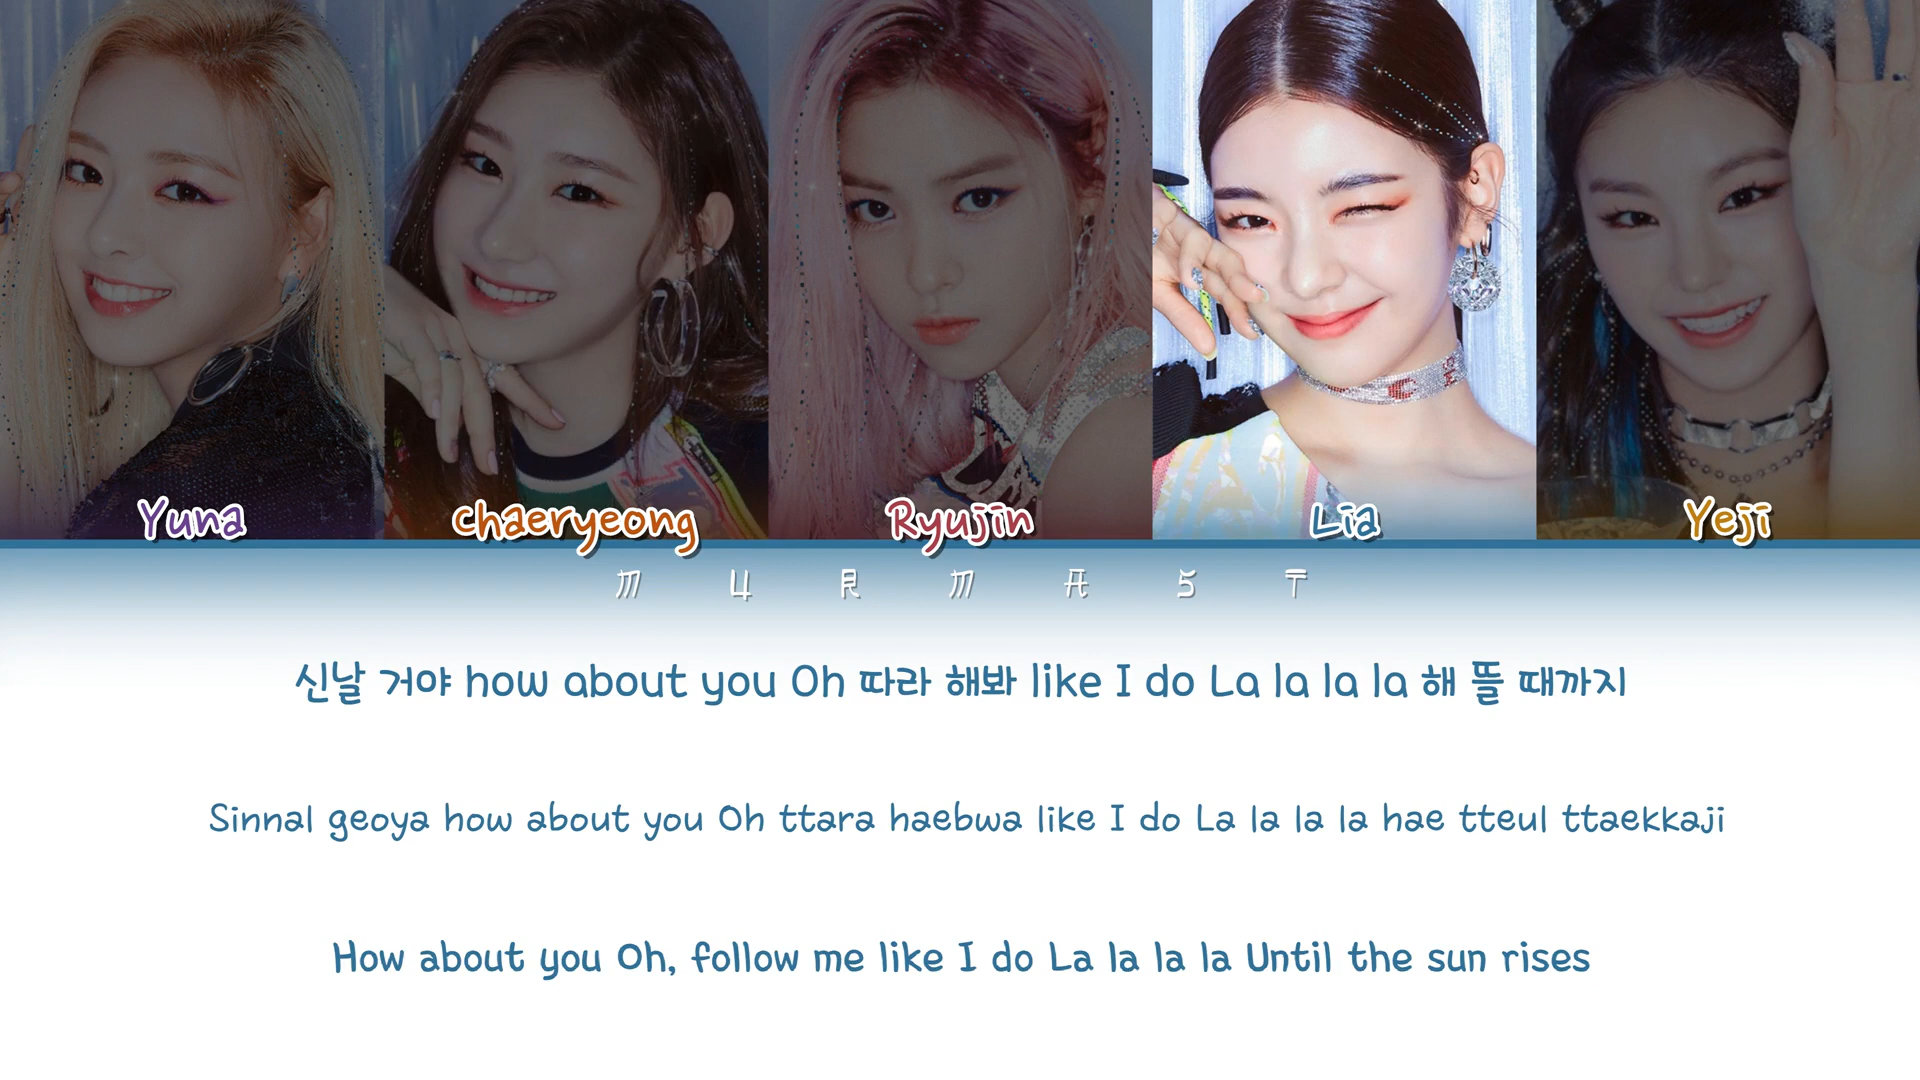 Yuna chaeryeong Ryujin Lia Yeji
MURMAST
신날 거야 how about you Oh 따라 해봐 like I do La la la la 해 뜰 때까지
Sinnal geoya how about you Oh ttara haebwa like I do La la la la hae tteul ttaekkaji
How about you Oh, follow me like I do La la la la Until the sun rises